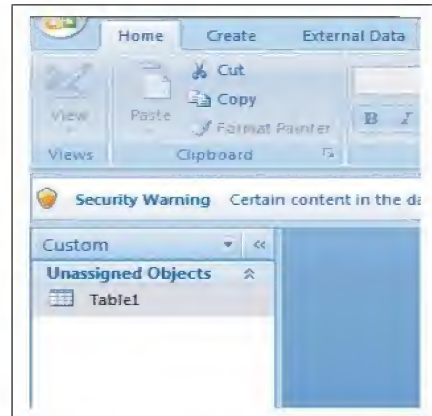 Home Create External Data
Cut
Copy
Format Painter
View
Paste
B I
Views
Clipboard
Security Warning Certain content in the da
Custom
Unassigned Objects
Table1